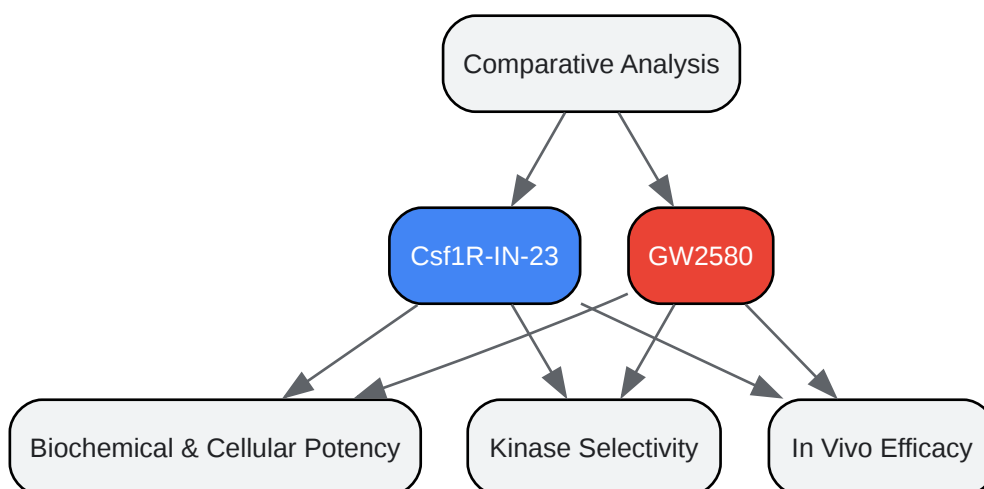 Comparative Analysis
Csf1R-IN-23
GW2580
Biochemical & Cellular Potency
Kinase Selectivity
In Vivo Efficacy